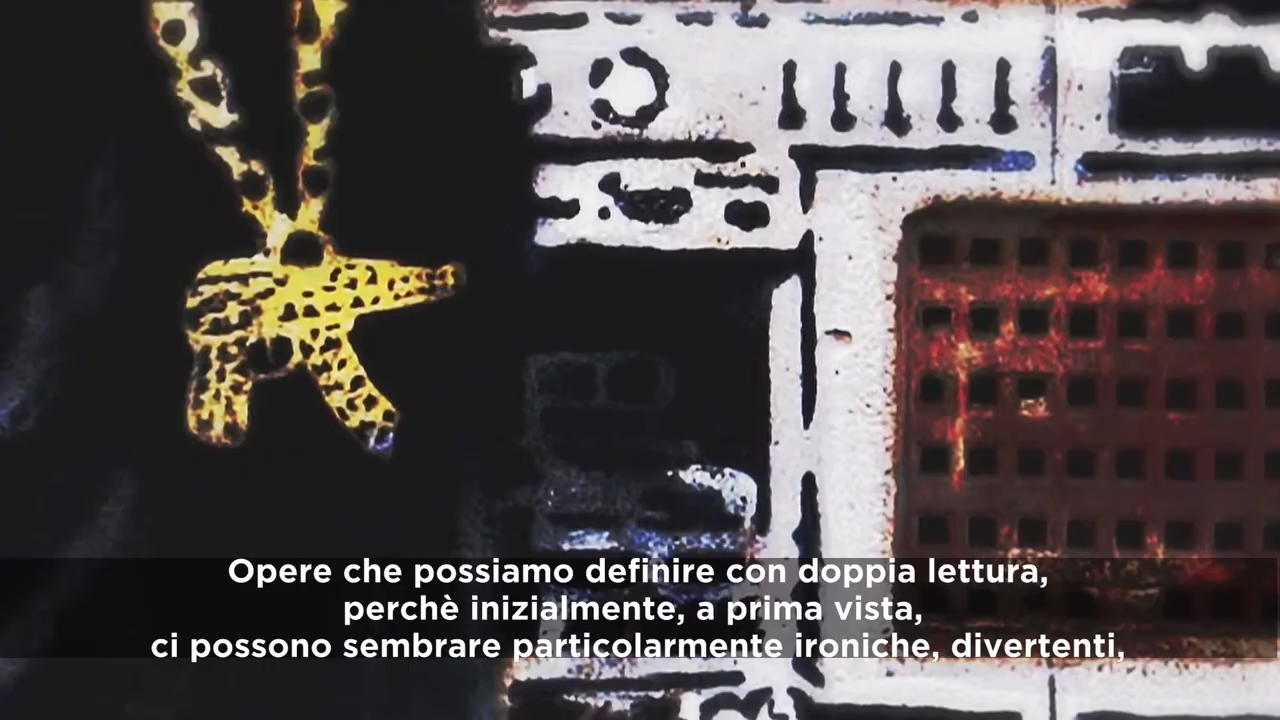 Opere che possiamo definire con doppia lettura,
perchè inizialmente, a prima vista,
ci possono sembrare particolarmente ironiche, divertenti,